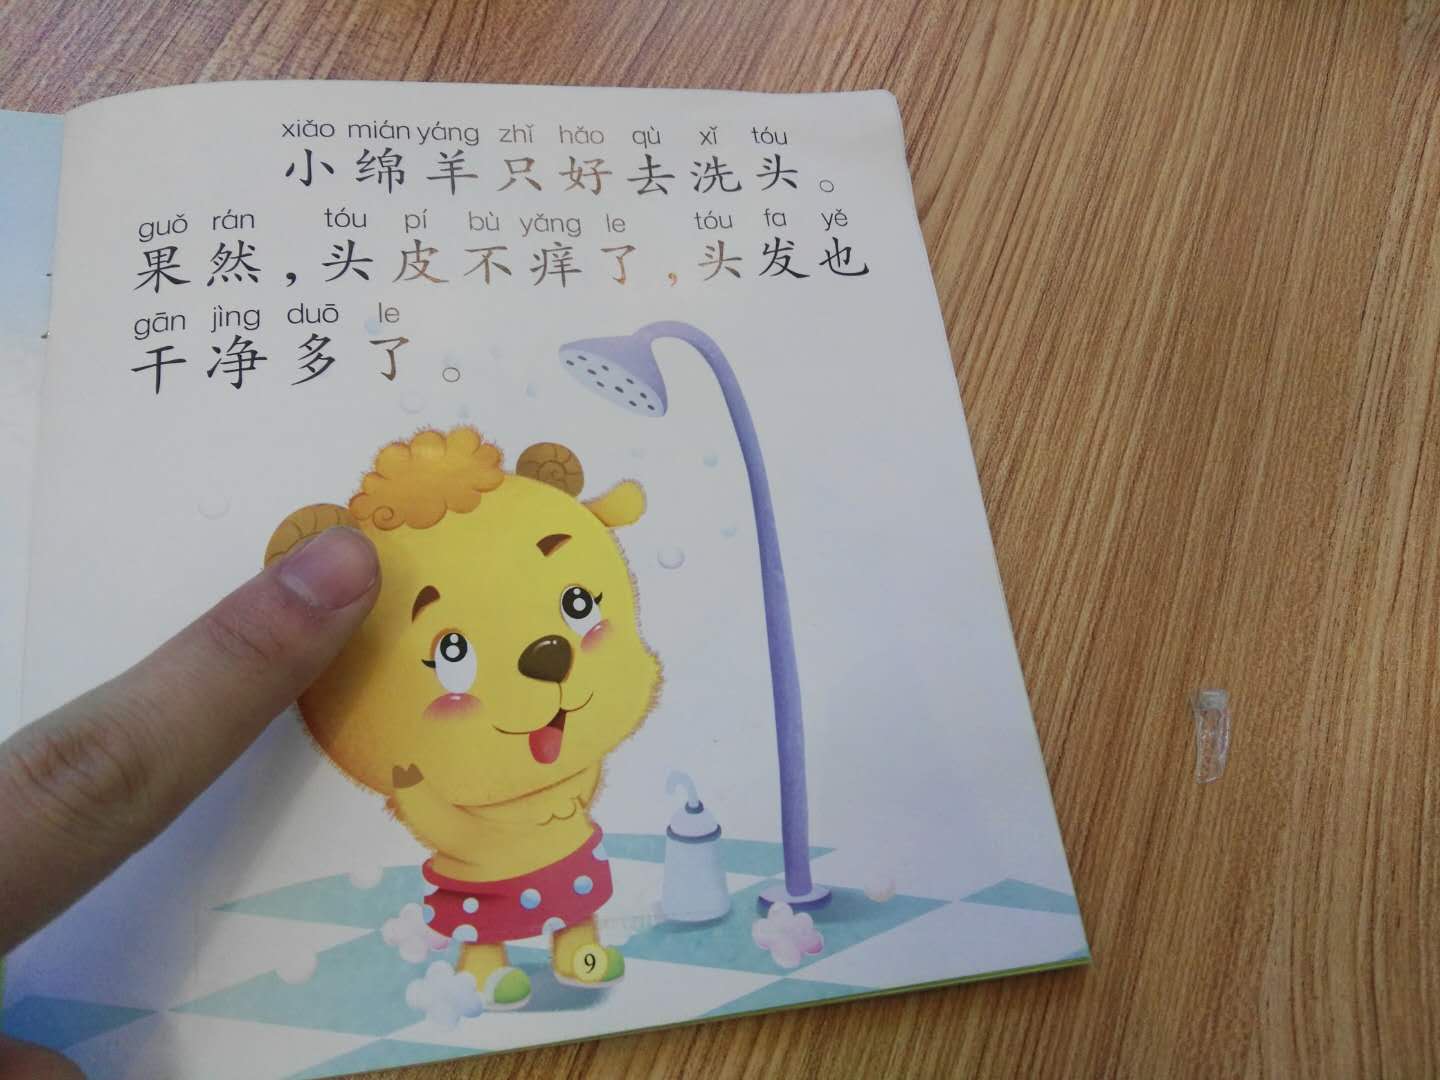 xiǎo mián yáng zhǐ hǎo qù xǐ tóu
小绵羊只好去洗头。
guǒ rán tóu pí bù yǎng le tóu fa yě
果然，头皮不痒了，头发也
gān jìng duō le
干净多了。
9